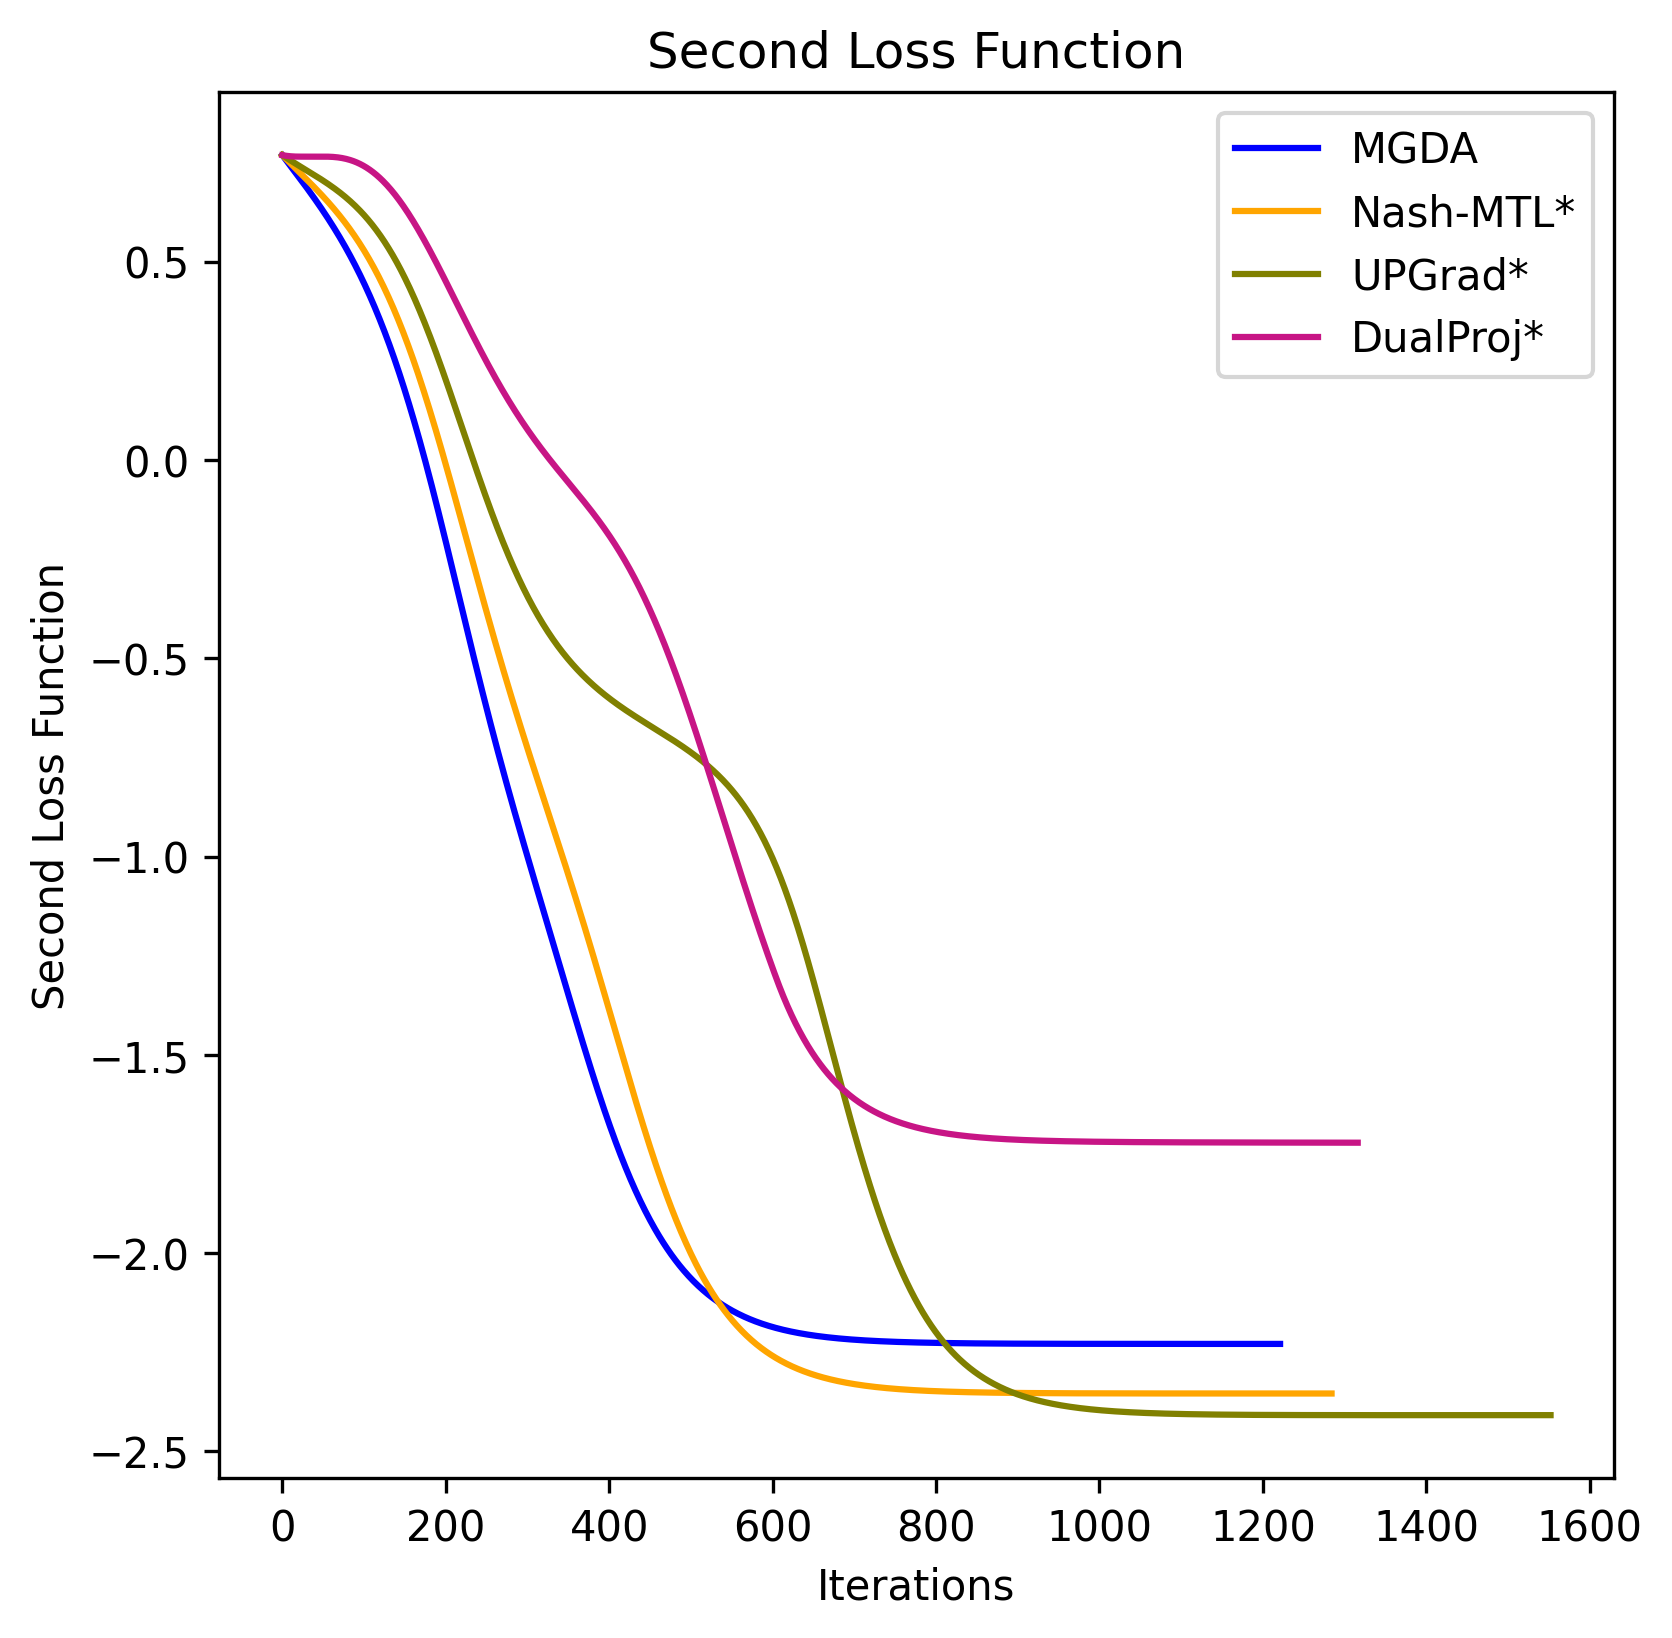 Second Loss Function
MGDA
Nash-MTL*
UPGrad*
DualProj*
Second Loss Function
0.5
0.0
−0.5
−1.0
−1.5
−2.0
−2.5
0 200 400 600 800 1000 1200 1400 1600
Iterations